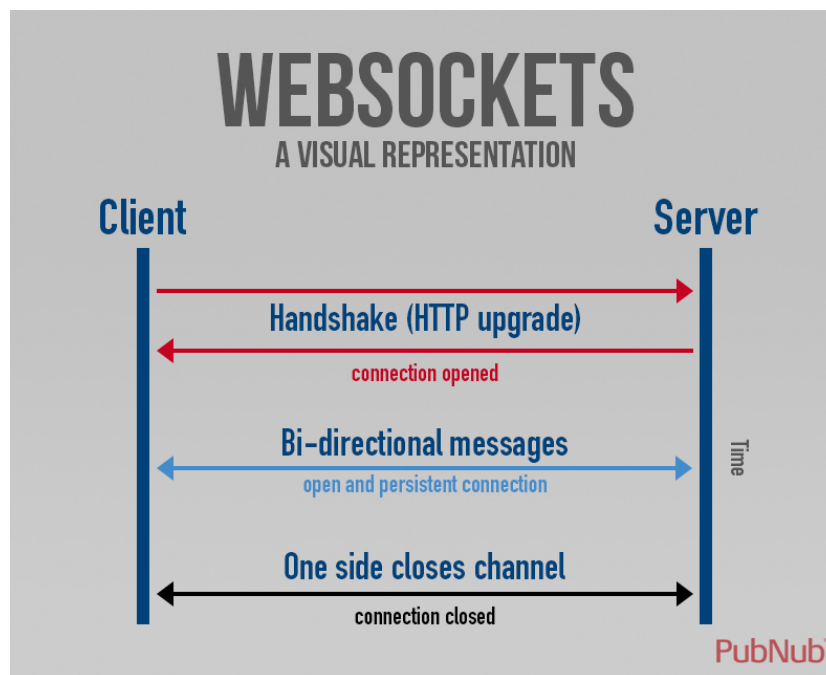 WEBSOCKETS
A VISUAL REPRESENTATION
Client
Server
Handshake (HTTP upgrade)
connection opened
Bi-directional messages
open and persistent connection
Time
One side closes channel
connection closed
PubNub